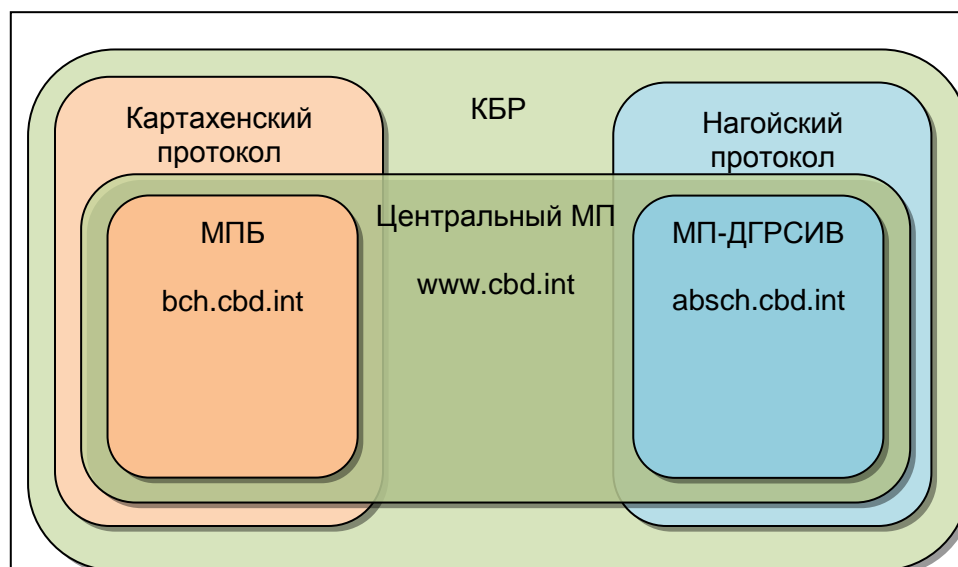 КБР
Картахенский
протокол
Нагойский
протокол
Центральный МП
www.cbd.int
МПБ
bch.cbd.int
МП-ДГРСИВ
absch.cbd.int